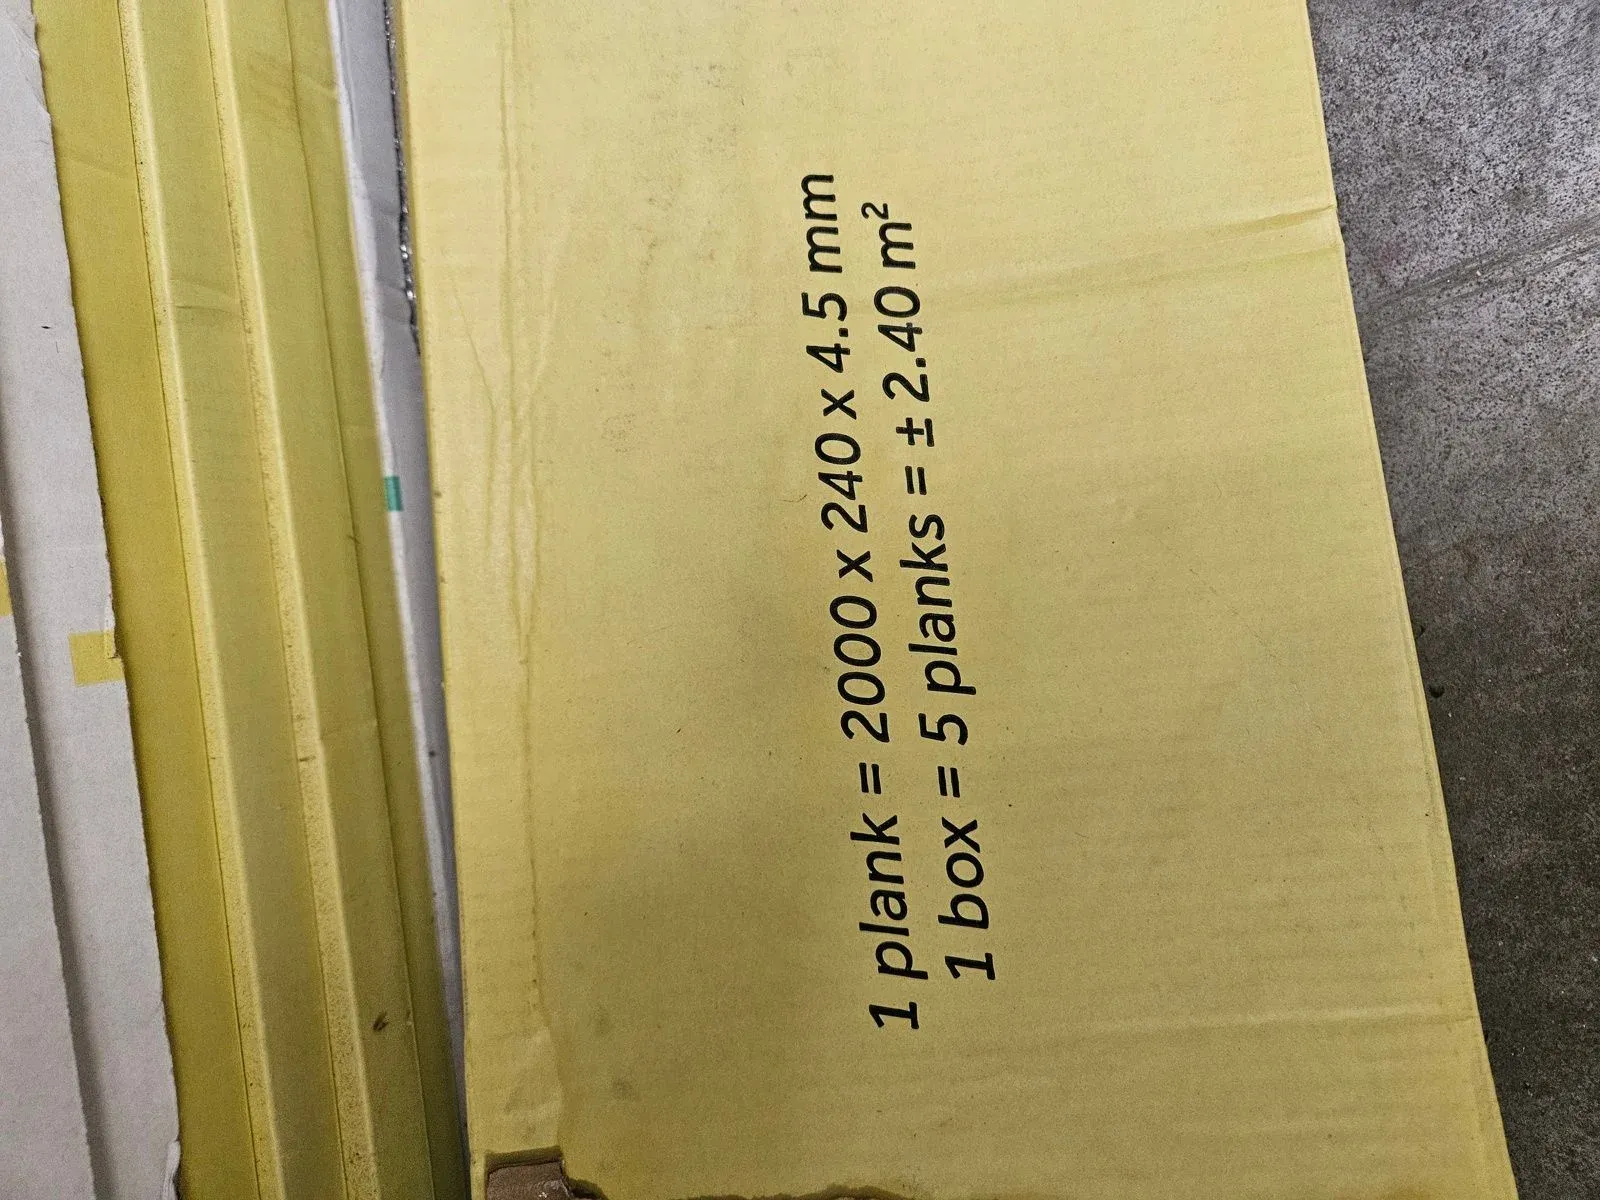 1 plank = 2000 x 240 x 4.5 mm
1 box = 5 planks = ± 2.40 m²